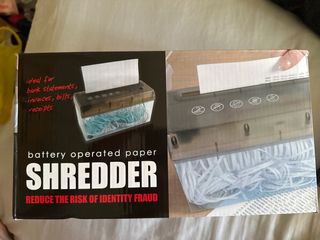 ideal for
bank statements,
invoices, bills,
receipts
battery operated paper
SHREDDER
REDUCE THE RISK OF IDENTITY FRAUD